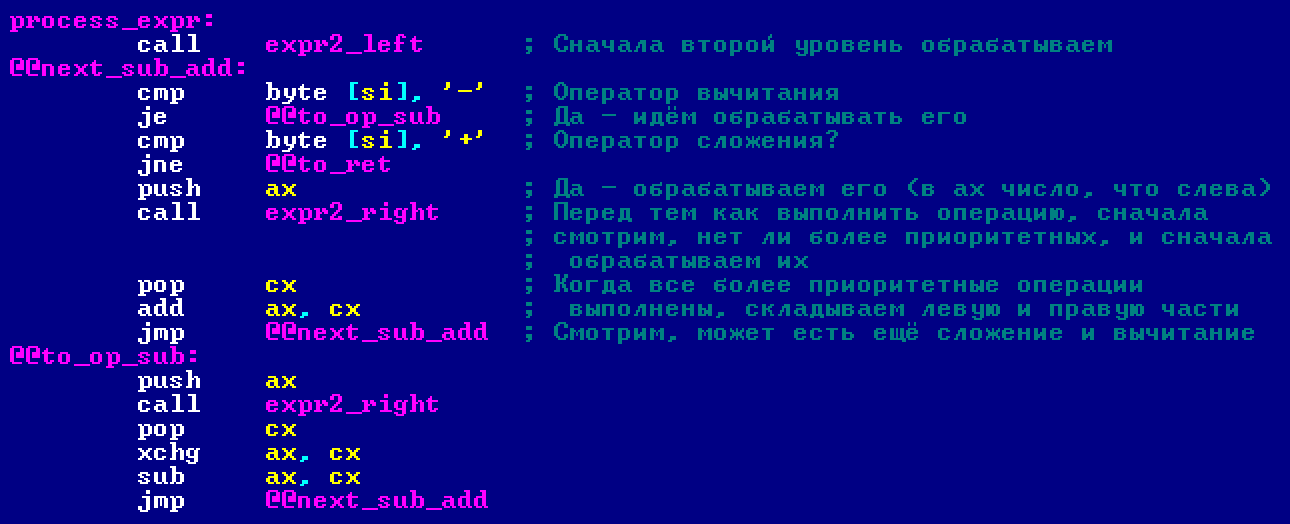 process_expr:
        call    expr2_left      ; Сначала второй уровень обрабатываем
@@next_sub_add:
        cmp     byte [si], '-'  ; Оператор вычитания
        je      @@to_op_sub     ; Да - идём обрабатывать его
        cmp     byte [si], '+'  ; Оператор сложения?
        jne     @@to_ret
        push    ax              ; Да - обрабатываем его (в ах число, что слева)
        call    expr2_right     ; Перед тем как выполнить операцию, сначала
                                ; смотрим, нет ли более приоритетных, и сначала
                                ;  обрабатываем их
        pop     cx              ; Когда все более приоритетные операции
        add     ax, cx          ;  выполнены, складываем левую и правую части
        jmp     @@next_sub_add  ; Смотрим, может есть ещё сложение и вычитание
@@to_op_sub:
        push    ax
        call    expr2_right
        pop     cx
        xchg    ax, cx
        sub     ax, cx
        jmp     @@next_sub_add